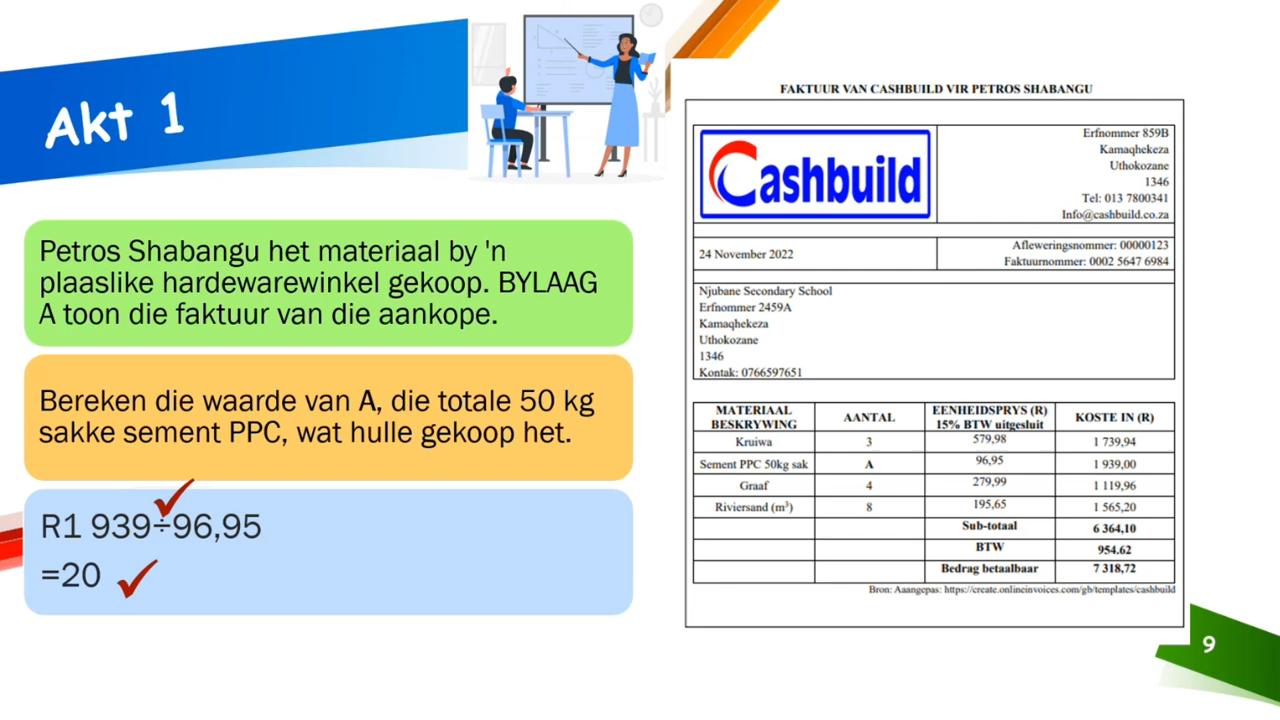 Akt 1
Petros Shabangu het materiaal by 'n
plaaslike hardewarewinkel gekoop. BYLAAG
A toon die faktuur van die aankope.
Bereken die waarde van A, die totale 50 kg
sakke sement PPC, wat hulle gekoop het.
R1 939÷96,95
=20
FAKTUUR VAN CASHBUILD VIR PETROS SHABANGU
Cashbuild
Erfnommer 859B
Kamaqhekeza
Uthokozane
1346
Tel: 013 7800341
Info@cashbuild.co.za
24 November 2022
Afleweringsnommer: 00000123
Faktuurnommer: 0002 5647 6984
Njubane Secondary School
Erfnommer 2459A
Kamaqhekeza
Uthokozane
1346
Kontak: 0766597651
MATERIAAL BESKRYWING AANTAL EENHEIDSPRYS (R) 15% BTW uitgesluit KOSTE IN (R)
Kruiwa 3 579,98 1 739,94
Sement PPC 50kg sak A 96,95 1 939,00
Graaf 4 279,99 1 119,96
Riviersand (m³) 8 195,65 1 565,20
Sub-totaal 6 364,10
BTW 954.62
Bedrag betaalbaar 7 318,72
Bron: Aaangepas: https://create.onlineinvoices.com/gb/templates/cashbuild
9